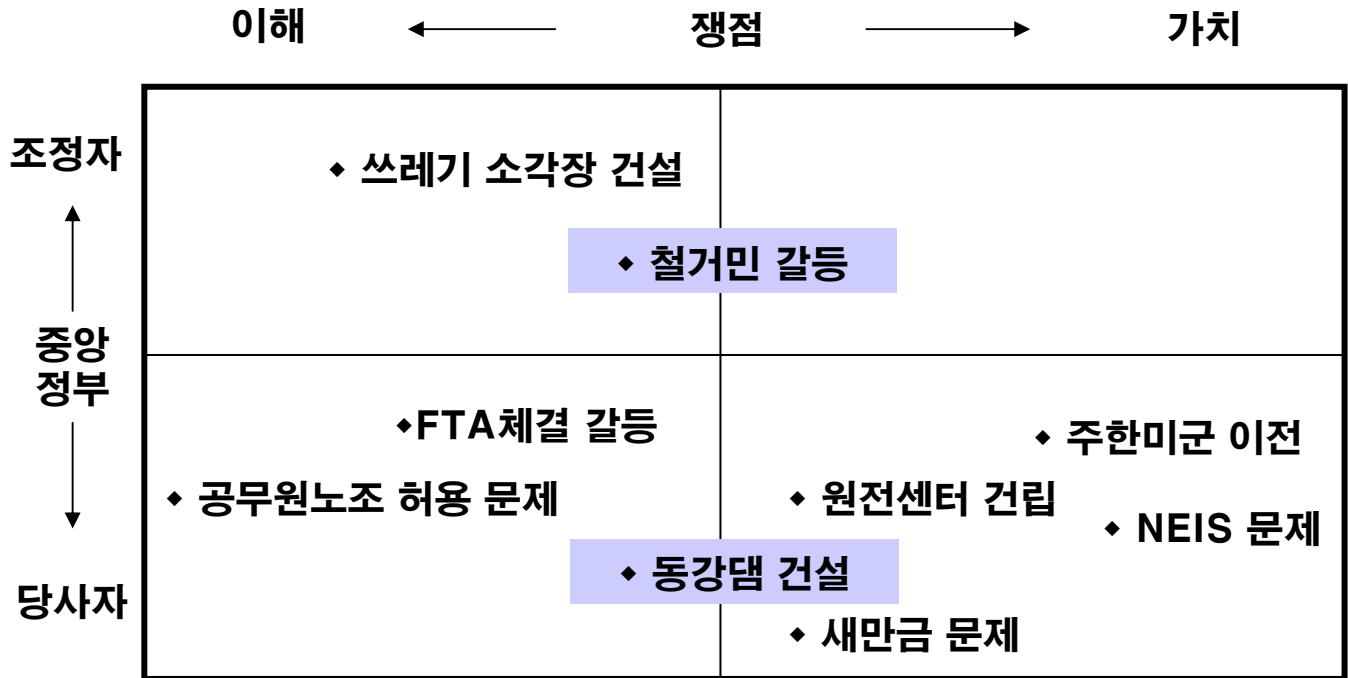 이해 쟁점 가치
조정자
◆ 쓰레기 소각장 건설
◆ 철거민 갈등
중앙
정부
◆FTA체결 갈등
◆ 주한미군 이전
◆ 공무원노조 허용 문제
◆ 원전센터 건립
◆ NEIS 문제
◆ 동강댐 건설
당사자
◆ 새만금 문제